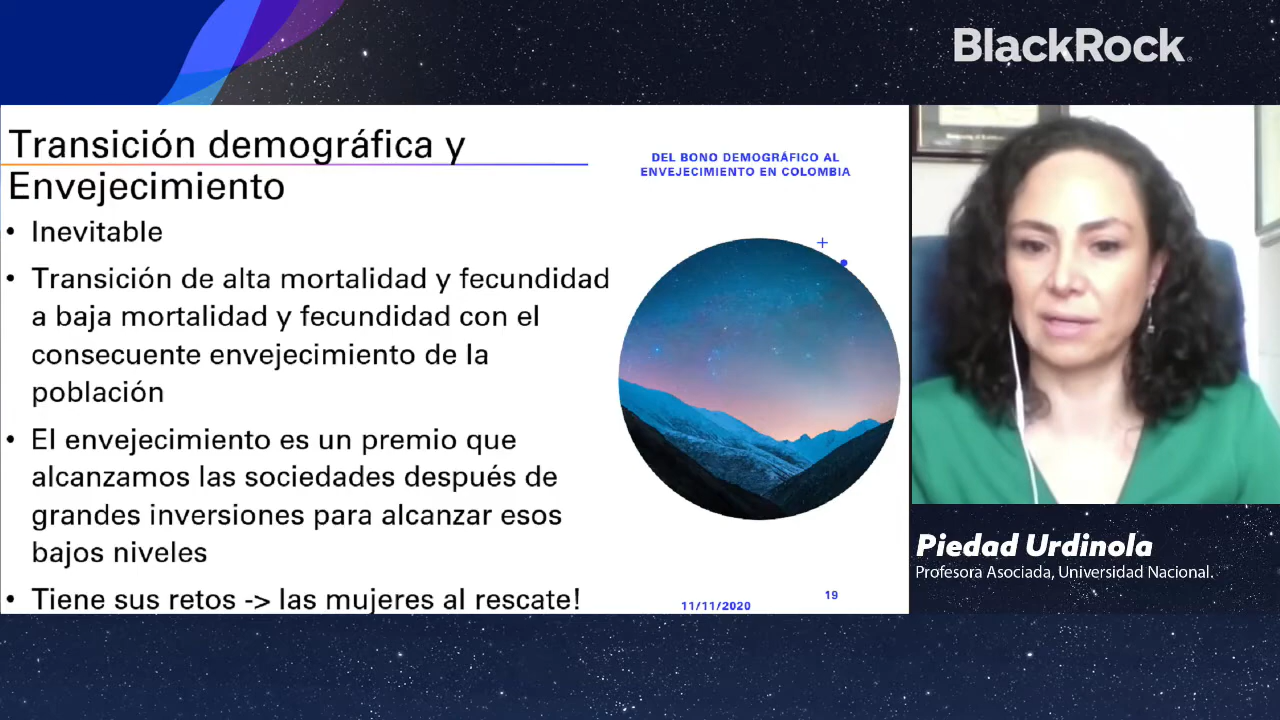 BlackRock
Transición demográfica y
Envejecimiento
• Inevitable
• Transición de alta mortalidad y fecundidad
a baja mortalidad y fecundidad con el
consecuente envejecimiento de la
población
• El envejecimiento es un premio que
alcanzamos las sociedades después de
grandes inversiones para alcanzar esos
bajos niveles
• Tiene sus retos -> las mujeres al rescate!
DEL BONO DEMOGRÁFICO AL
ENVEJECIMIENTO EN COLOMBIA
11/11/2020
19
Piedad Urdinola
Profesora Asociada, Universidad Nacional.